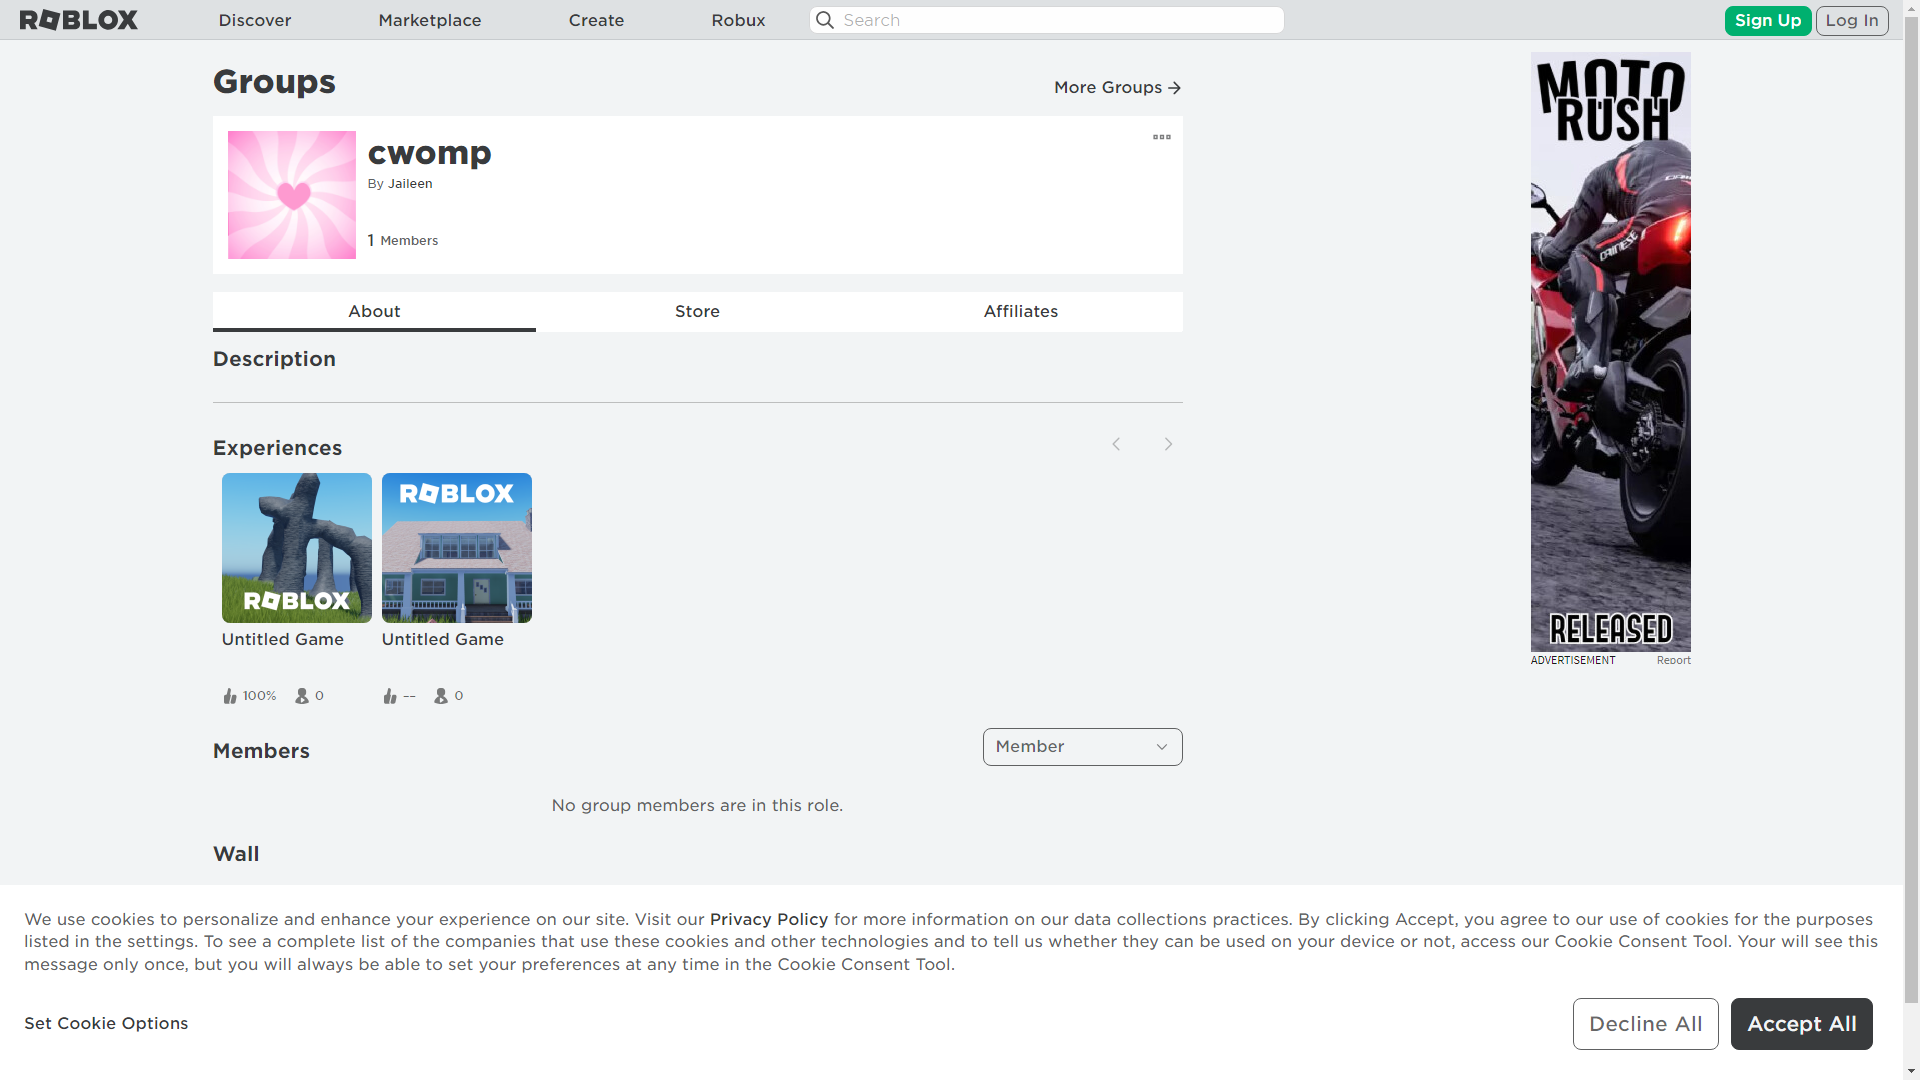 ROBLOX
Discover
Marketplace
Create
Robux
Search
Sign Up
Log In
Groups
More Groups
cwomp
By Jaileen
1 Members
About
Store
Affiliates
Description
Experiences
ROBLOX
ROBLOX
Untitled Game
Untitled Game
100%
0
--
0
Members
Member
No group members are in this role.
Wall
MOTO
RUSH
DAINESE
RELEASED
ADVERTISEMENT
Report
We use cookies to personalize and enhance your experience on our site. Visit our Privacy Policy for more information on our data collections practices. By clicking Accept, you agree to our use of cookies for the purposes
listed in the settings. To see a complete list of the companies that use these cookies and other technologies and to tell us whether they can be used on your device or not, access our Cookie Consent Tool. Your will see this
message only once, but you will always be able to set your preferences at any time in the Cookie Consent Tool.
Set Cookie Options
Decline All
Accept All